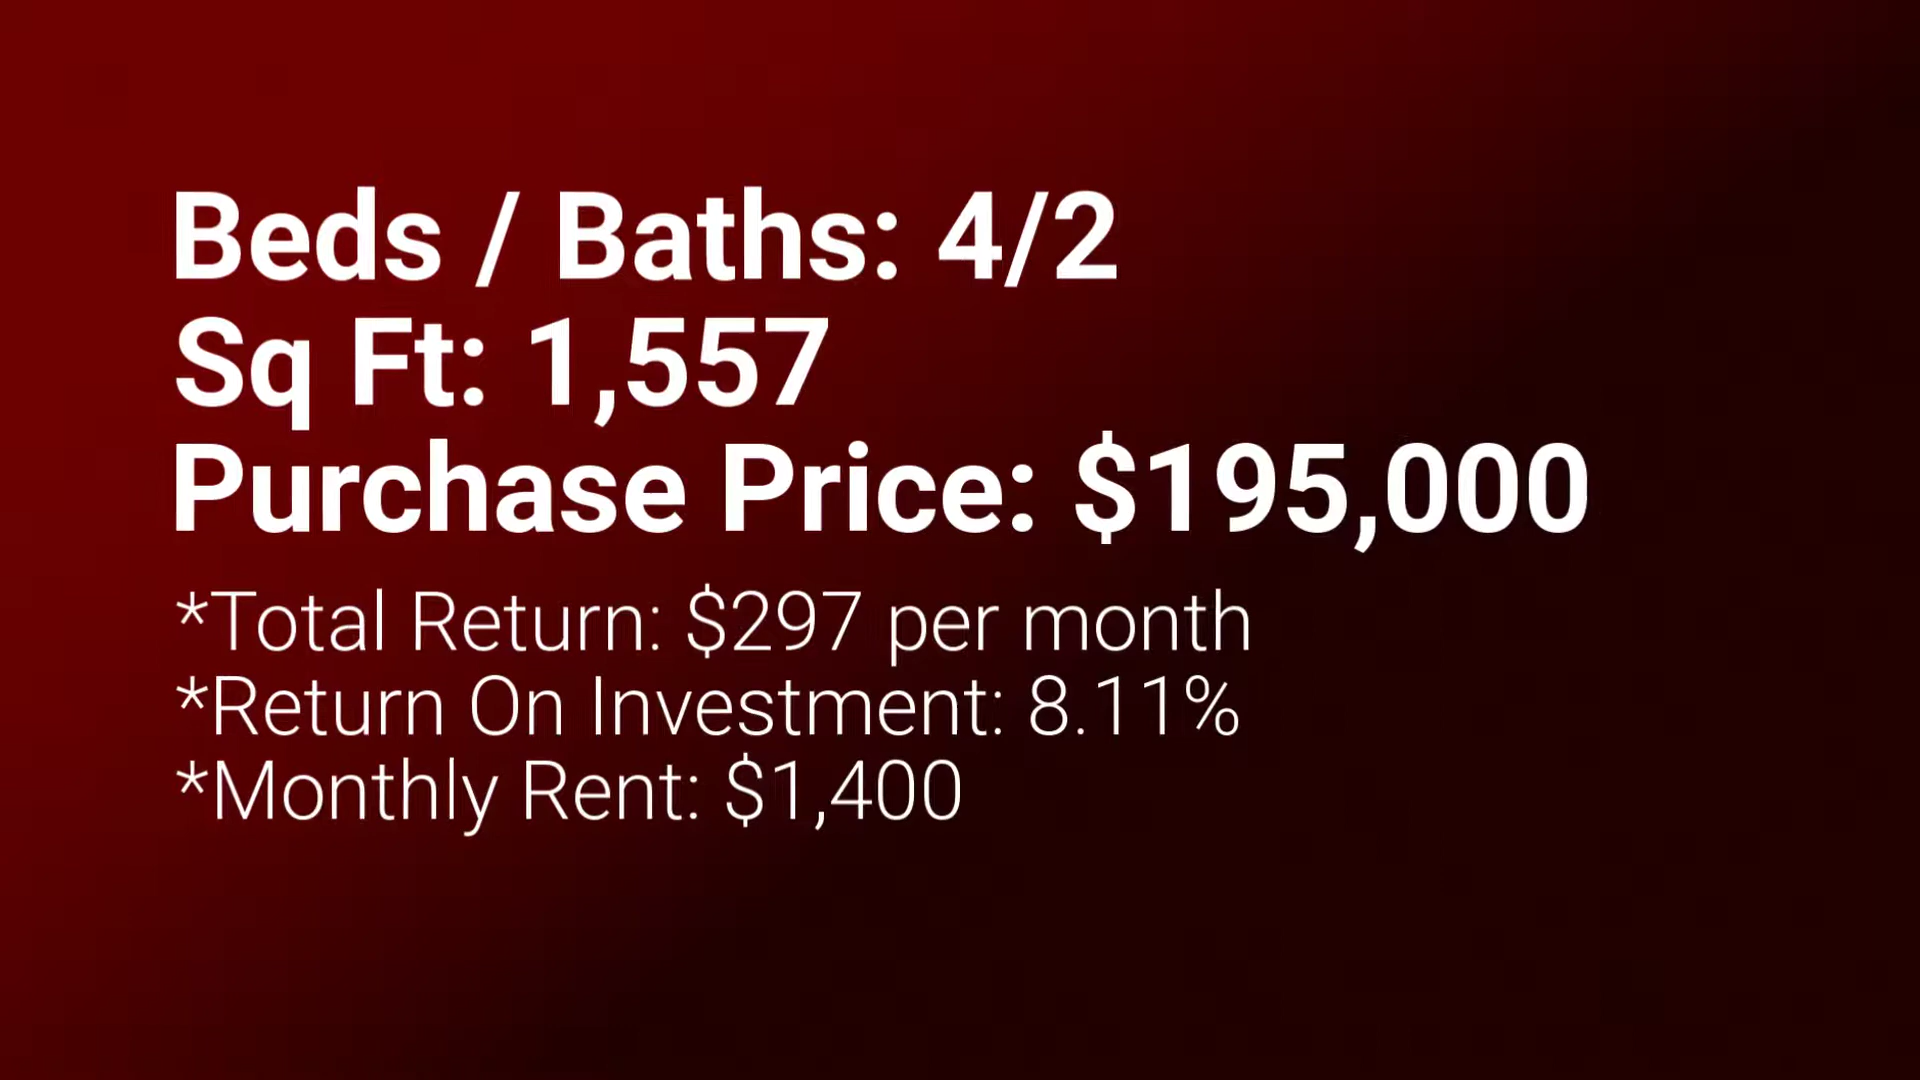 Beds / Baths: 4/2
Sq Ft: 1,557
Purchase Price: $195,000
*Total Return: $297 per month
*Return On Investment: 8.11%
*Monthly Rent: $1,400